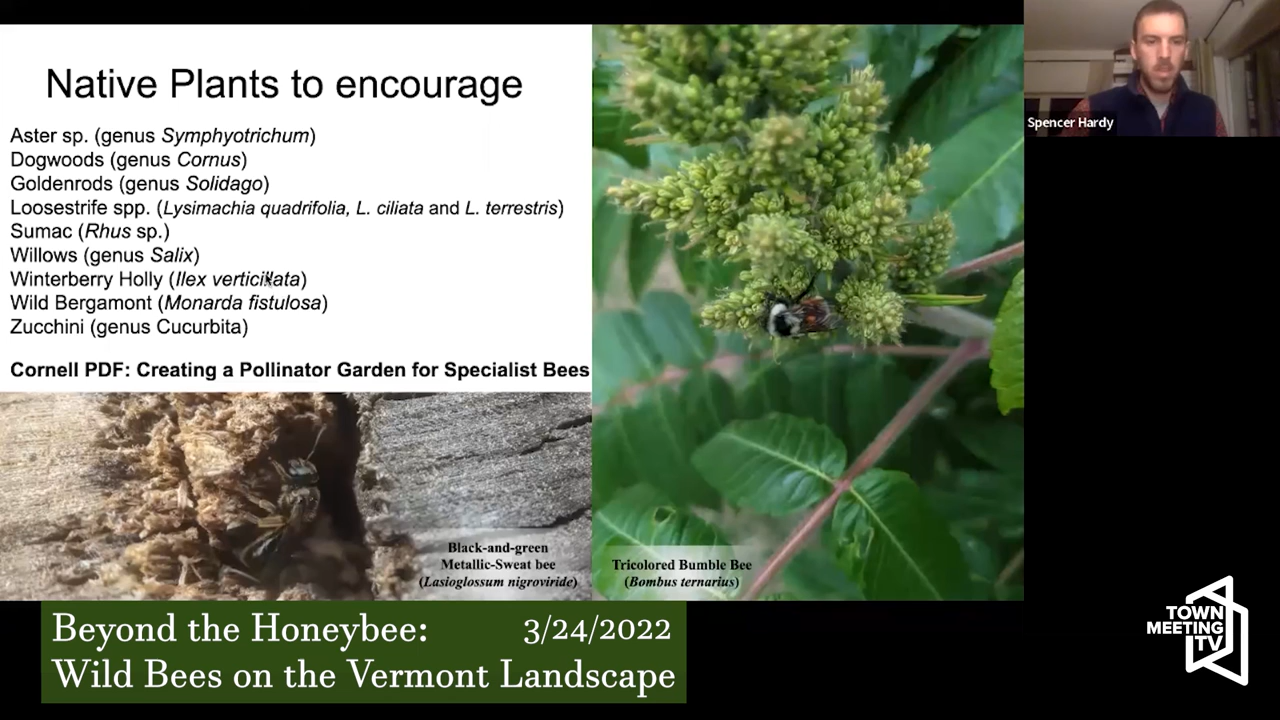 Native Plants to encourage
Aster sp. (genus Symphyotrichum)
Dogwoods (genus Cornus)
Goldenrods (genus Solidago)
Loosestrife spp. (Lysimachia quadrifolia, L. ciliata and L. terrestris)
Sumac (Rhus sp.)
Willows (genus Salix)
Winterberry Holly (Ilex verticillata)
Wild Bergamont (Monarda fistulosa)
Zucchini (genus Cucurbita)
Cornell PDF: Creating a Pollinator Garden for Specialist Bees
Black-and-green
Metallic-Sweat bee
(Lasioglossum nigroviride)
Tricolored Bumble Bee
(Bombus ternarius)
Spencer Hardy
Beyond the Honeybee: 3/24/2022
Wild Bees on the Vermont Landscape
TOWN
MEETING
TV